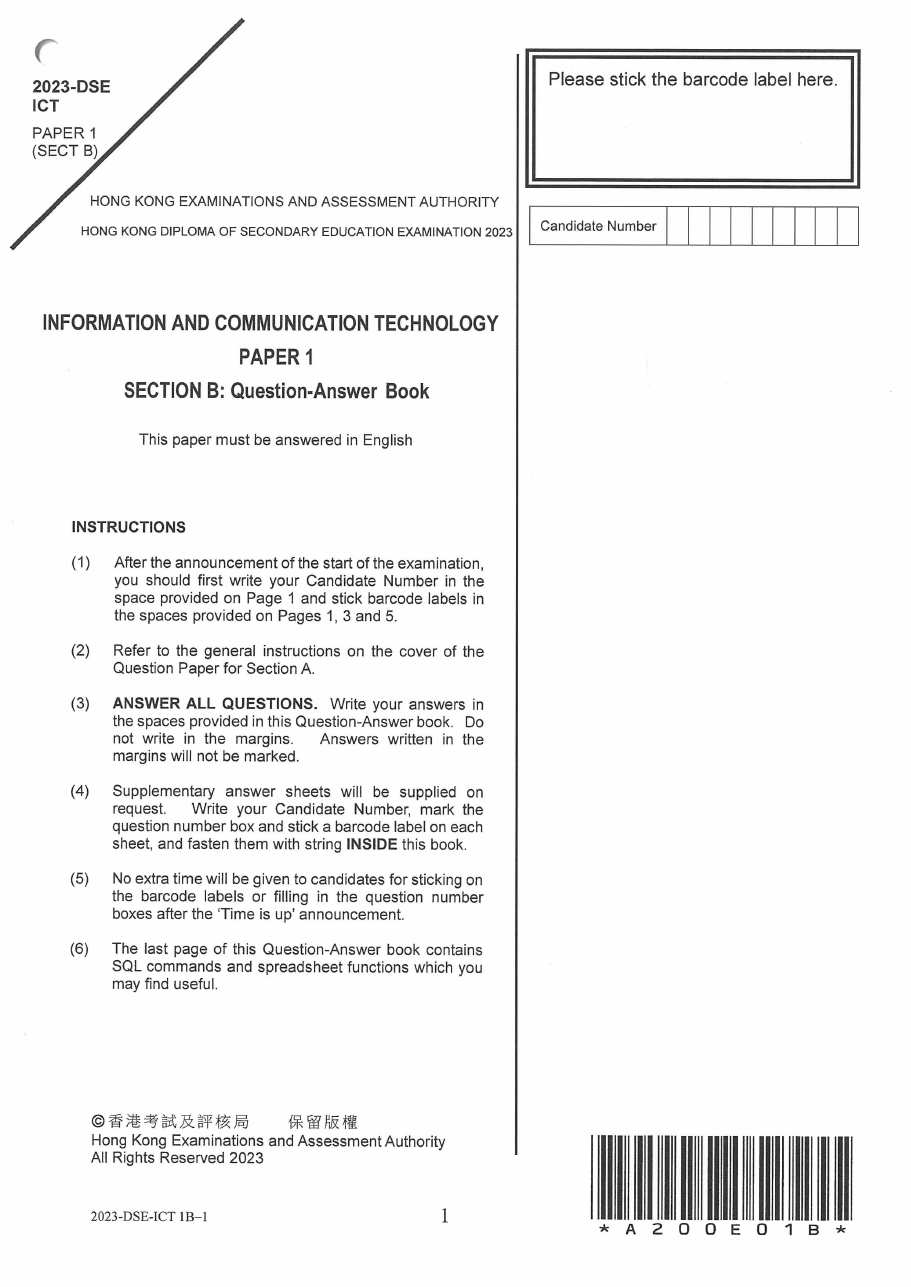 2023-DSE
ICT
PAPER 1
(SECT B)
HONG KONG EXAMINATIONS AND ASSESSMENT AUTHORITY
HONG KONG DIPLOMA OF SECONDARY EDUCATION EXAMINATION 2023
Please stick the barcode label here.
Candidate Number
INFORMATION AND COMMUNICATION TECHNOLOGY
PAPER 1
SECTION B: Question-Answer Book
This paper must be answered in English
INSTRUCTIONS
(1) After the announcement of the start of the examination,
you should first write your Candidate Number in the
space provided on Page 1 and stick barcode labels in
the spaces provided on Pages 1, 3 and 5.
(2) Refer to the general instructions on the cover of the
Question Paper for Section A.
(3) ANSWER ALL QUESTIONS. Write your answers in
the spaces provided in this Question-Answer book. Do
not write in the margins. Answers written in the
margins will not be marked.
(4) Supplementary answer sheets will be supplied on
request. Write your Candidate Number, mark the
question number box and stick a barcode label on each
sheet, and fasten them with string INSIDE this book.
(5) No extra time will be given to candidates for sticking on
the barcode labels or filling in the question number
boxes after the ‘Time is up’ announcement.
(6) The last page of this Question-Answer book contains
SQL commands and spreadsheet functions which you
may find useful.
©香港考試及評核局 保留版權
Hong Kong Examinations and Assessment Authority
All Rights Reserved 2023
2023-DSE-ICT 1B–1
1
* A 2 0 0 E 0 1 B *